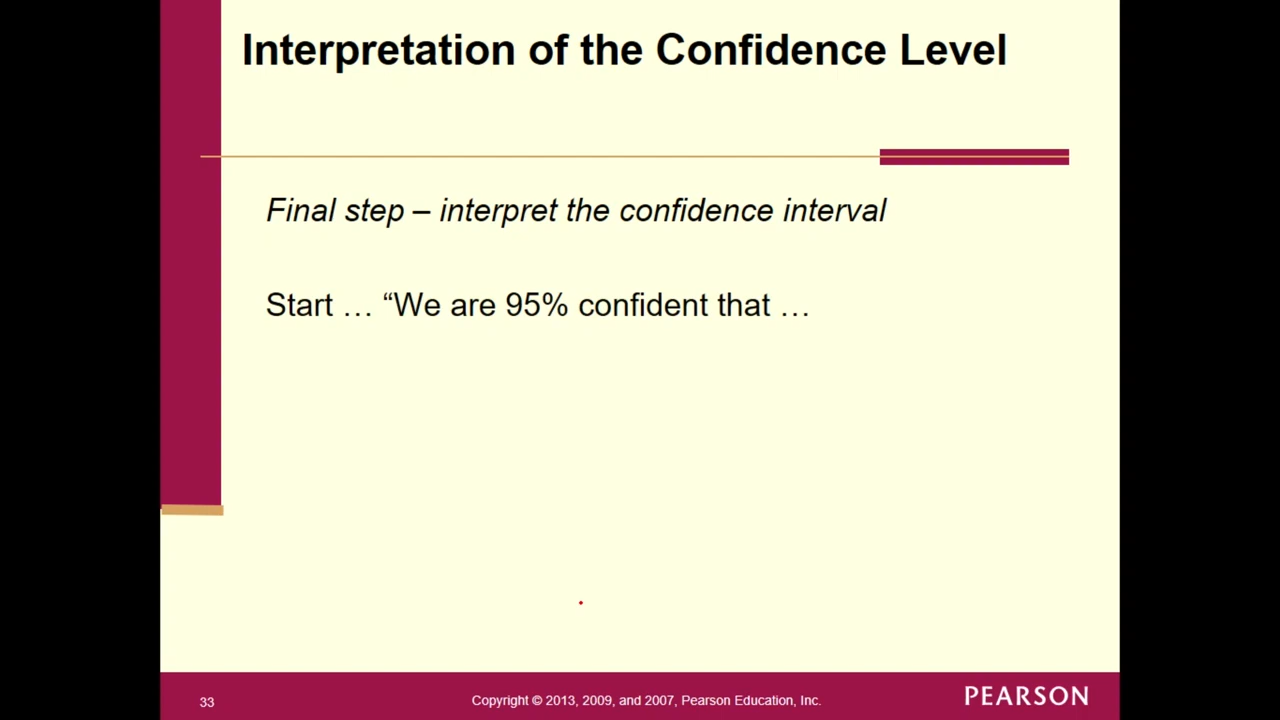 Interpretation of the Confidence Level
Final step – interpret the confidence interval
Start … “We are 95% confident that …
33
Copyright © 2013, 2009, and 2007, Pearson Education, Inc.
PEARSON